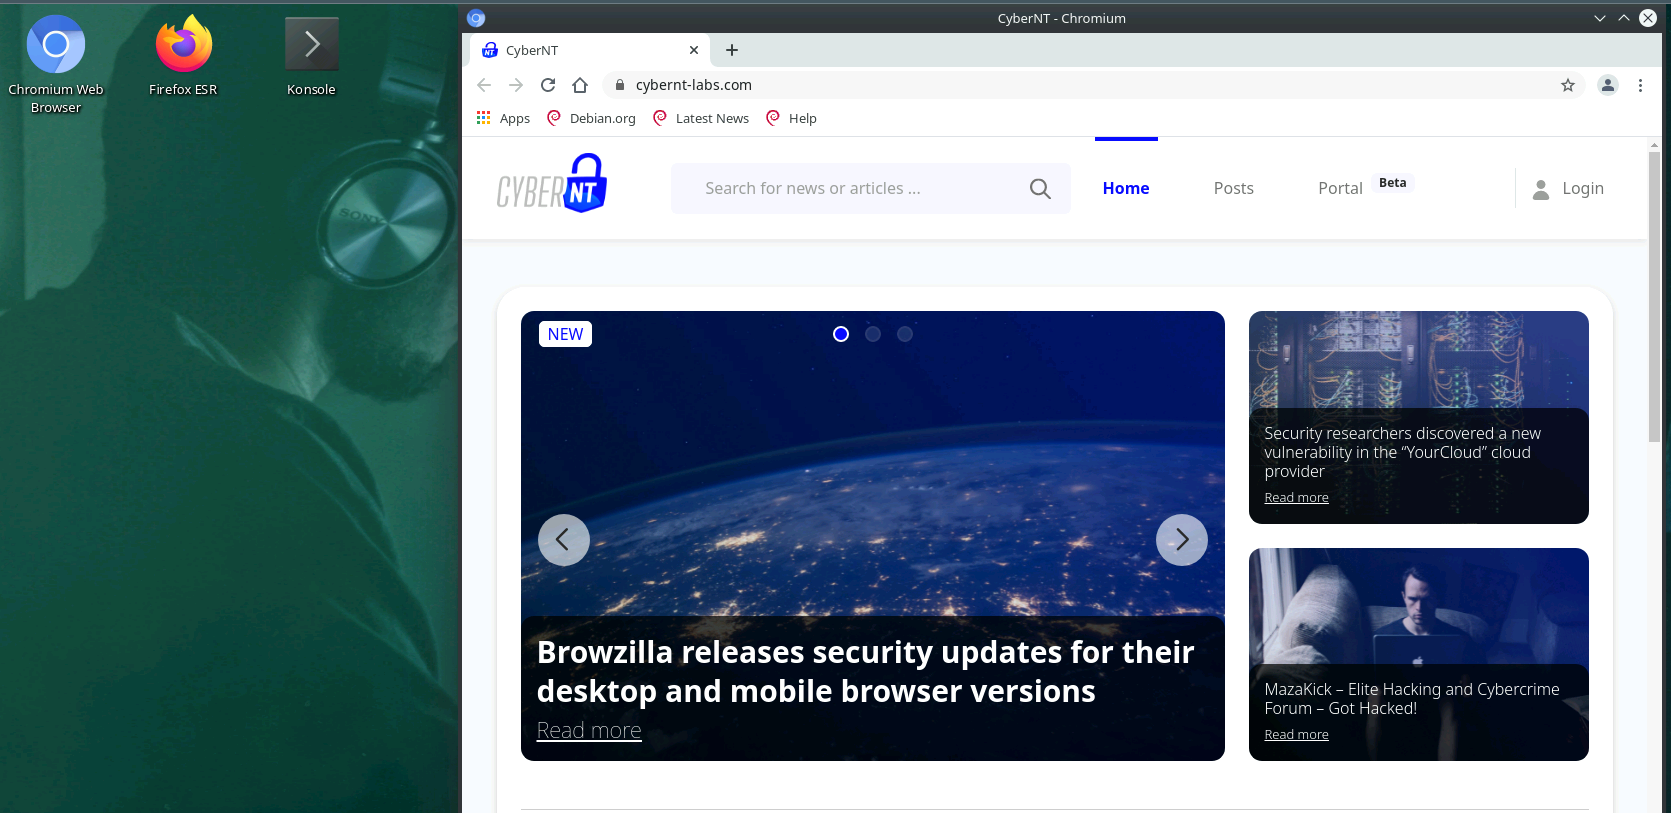 Chromium Web
Browser
Firefox ESR
Konsole
CyberNT - Chromium
CyberNT
cybernt-labs.com
Apps
Debian.org
Latest News
Help
CYBERNT
Search for news or articles ...
Home
Posts
Portal
Beta
Login
SONY
NEW
Browzilla releases security updates for their
desktop and mobile browser versions
Read more
Security researchers discovered a new
vulnerability in the “YourCloud” cloud
provider
Read more
MazaKick – Elite Hacking and Cybercrime
Forum – Got Hacked!
Read more